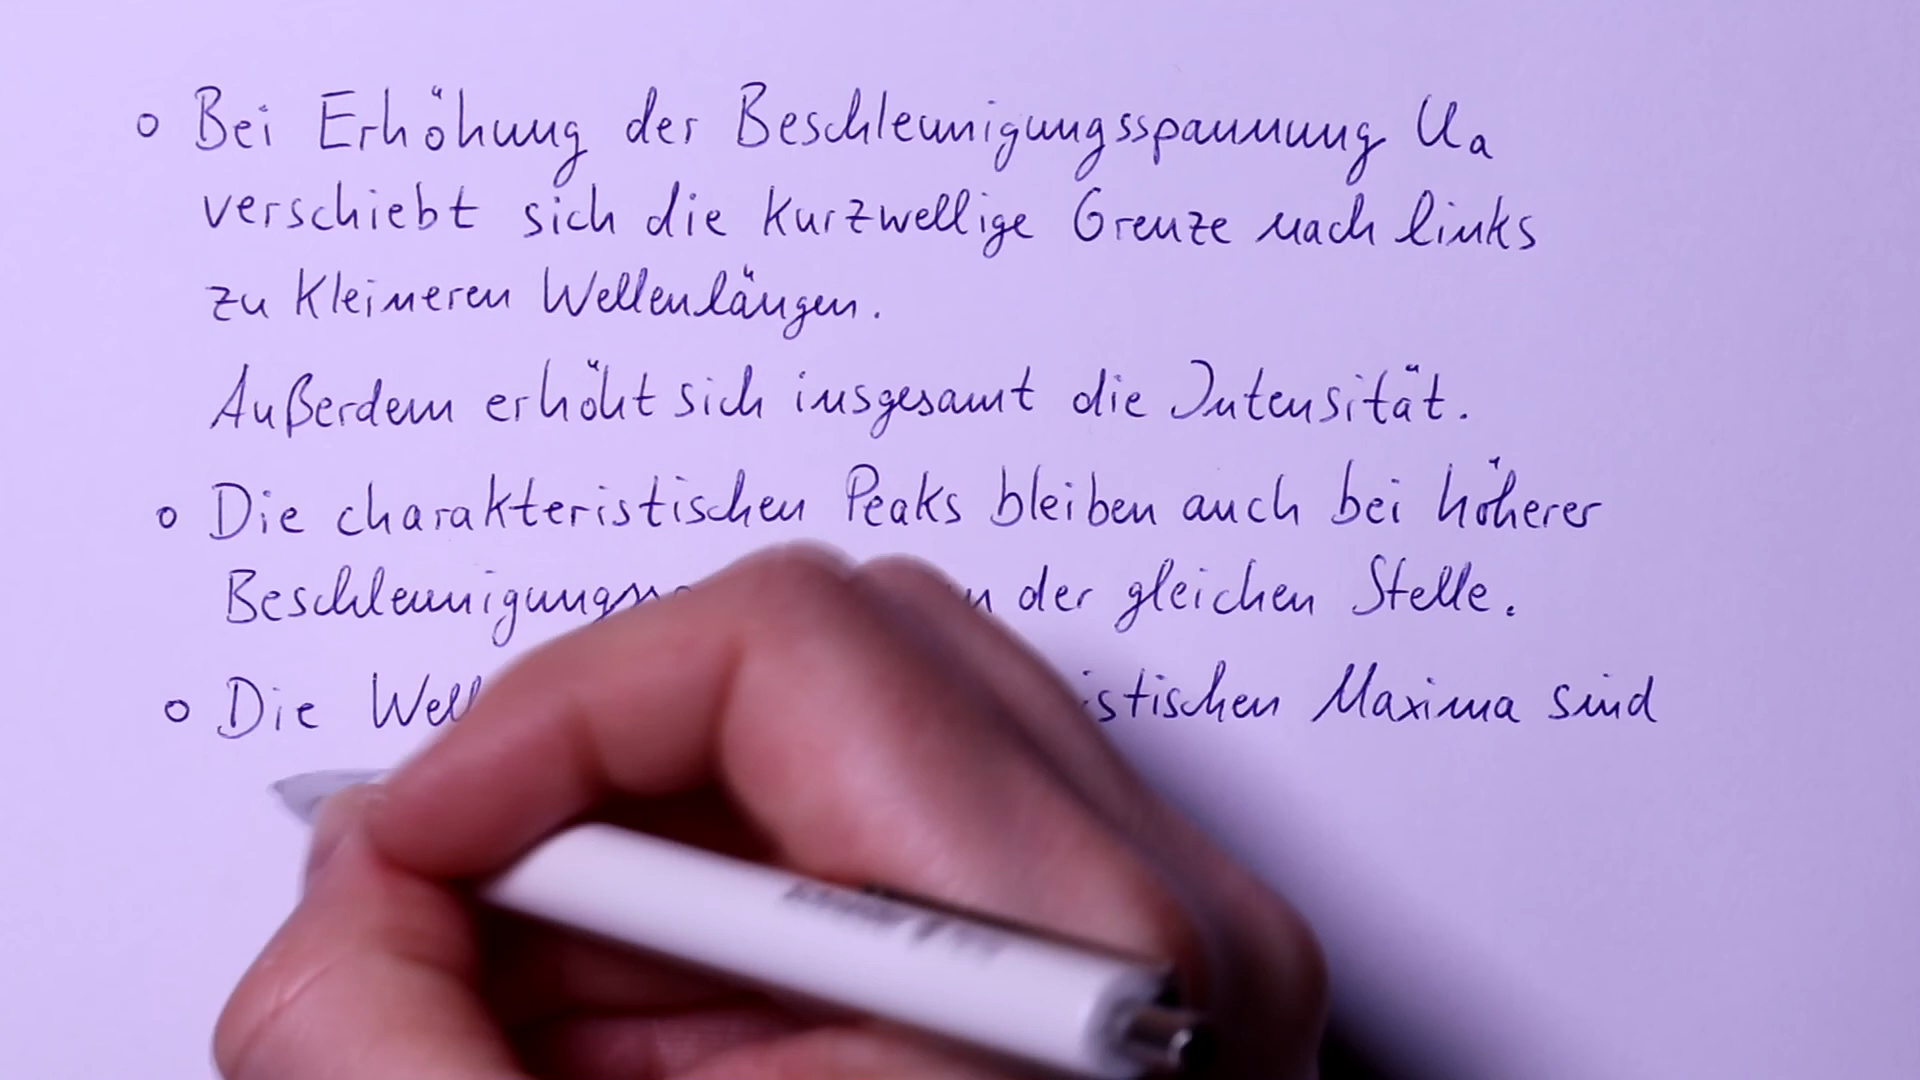 Bei Erhöhung der Beschleunigungsspannung Ua
verschiebt sich die kurzwellige Grenze nach links
zu kleineren Wellenlängen.
Außerdem erhöht sich insgesamt die Intensität.
Die charakteristischen Peaks bleiben auch bei höherer
der gleichen Stelle.
Die Maxima sind